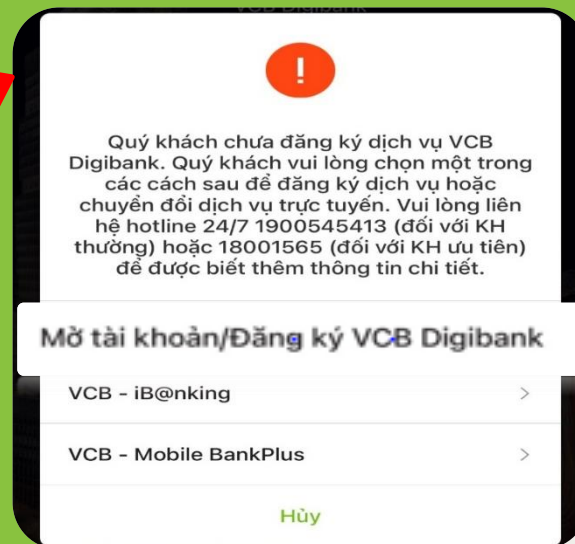 VCB Digibank
!
Quý khách chưa đăng ký dịch vụ VCB
Digibank. Quý khách vui lòng chọn một trong
các cách sau để đăng ký dịch vụ hoặc
chuyển đổi dịch vụ trực tuyến. Vui lòng liên
hệ hotline 24/7 1900545413 (đối với KH
thường) hoặc 18001565 (đối với KH ưu tiên)
để được biết thêm thông tin chi tiết.
Mở tài khoản/Đăng ký VCB Digibank
VCB - iB@nking
VCB - Mobile BankPlus
Hủy